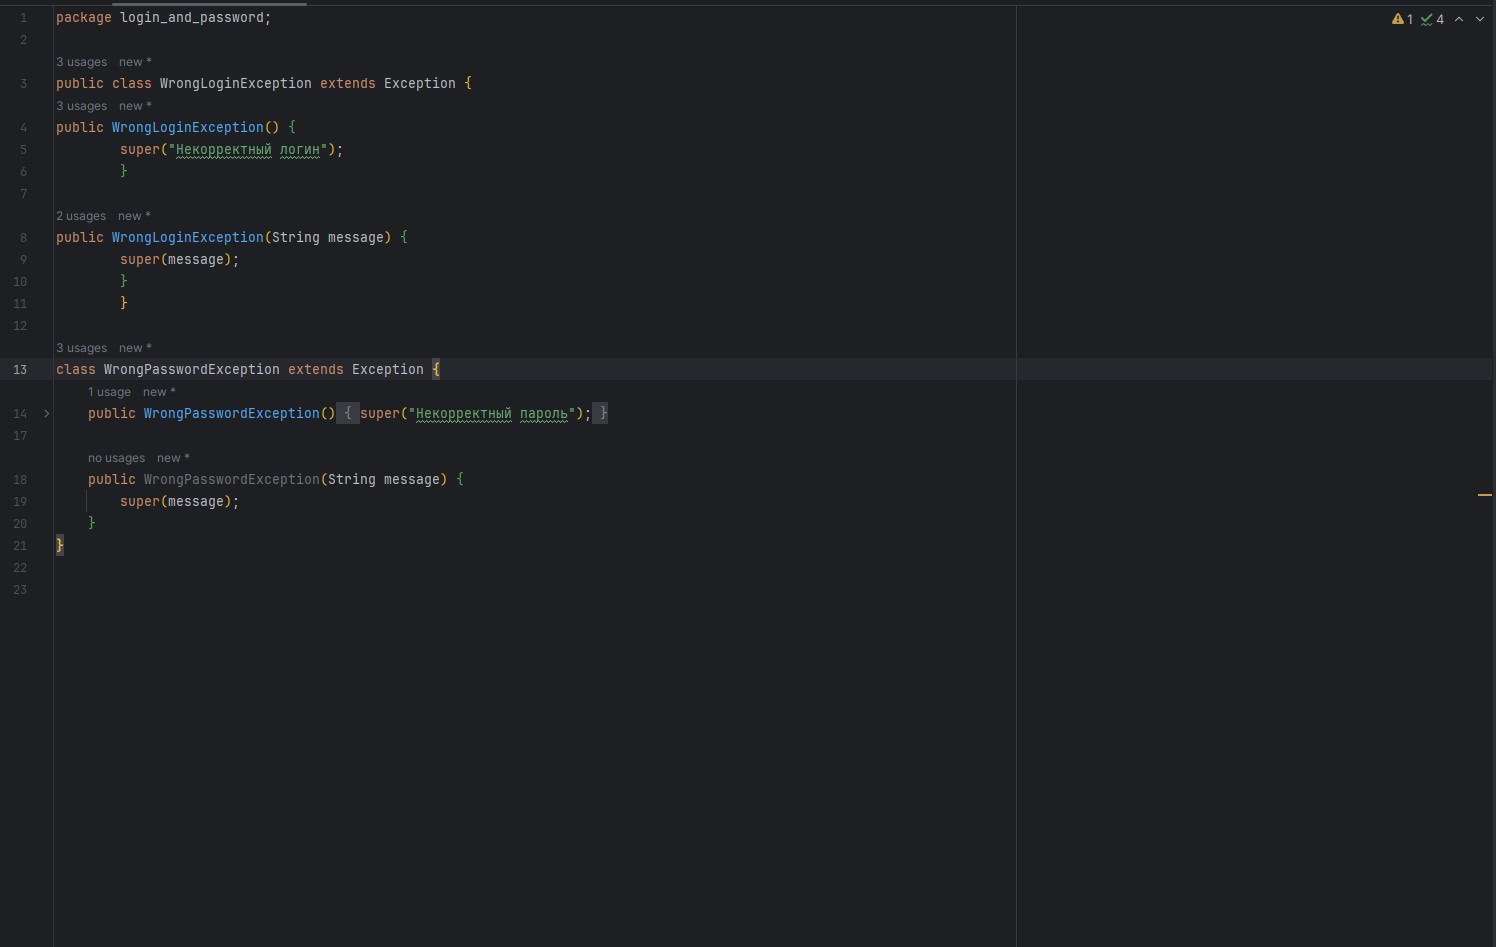 1 package login_and_password;
⚠1 ✓4
2
3 usages new *
3 public class WrongLoginException extends Exception {
3 usages new *
4 public WrongLoginException() {
5 super("Некорректный логин");
6 }
7
2 usages new *
8 public WrongLoginException(String message) {
9 super(message);
10 }
11 }
12
3 usages new *
13 class WrongPasswordException extends Exception {
1 usage new *
14 public WrongPasswordException() { super("Некорректный пароль"); }
17
no usages new *
18 public WrongPasswordException(String message) {
19 super(message);
20 }
21 }
22
23